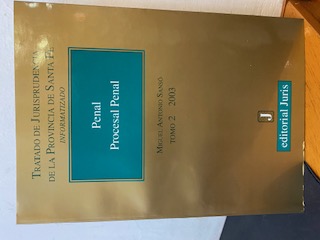 TRATADO DE JURISPRUDENCIA
DE LA PROVINCIA DE SANTA FE
INFORMATIZADO
Penal
Procesal Penal
MIGUEL ANTONIO SANSÓ
TOMO 2 2003
J
editorial Juris